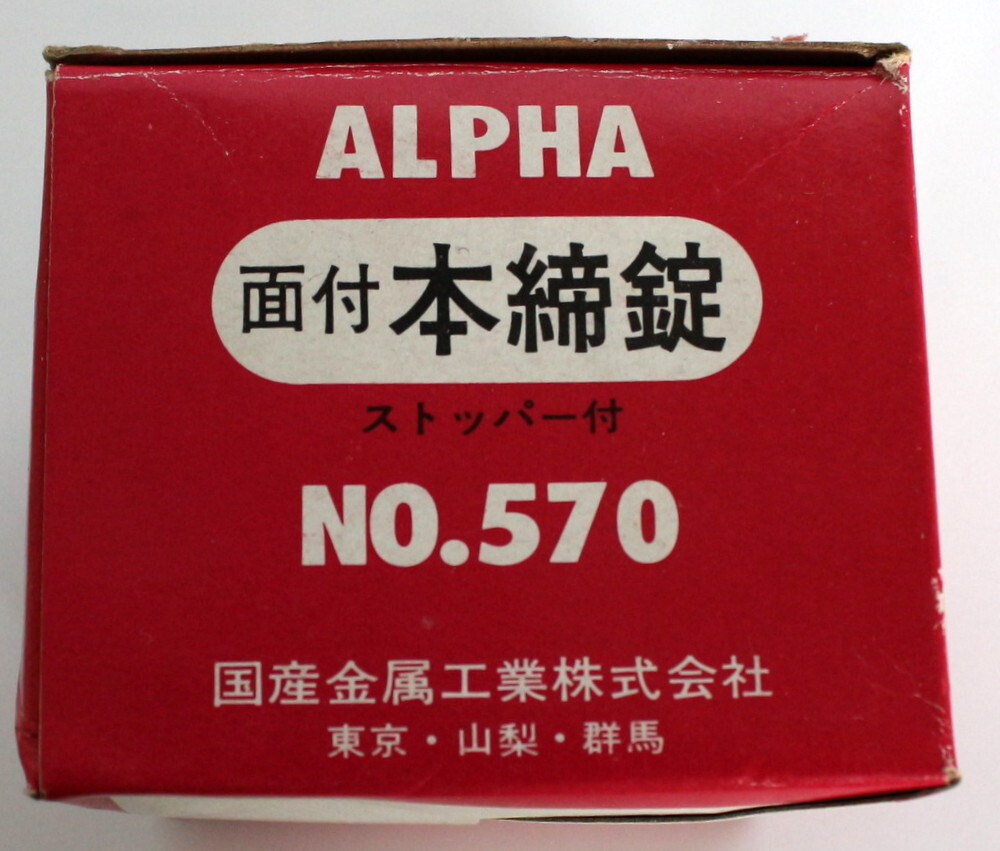 ALPHA
面付本締錠
ストッパー付
NO.570
国産金属工業株式会社
東京・山梨・群馬